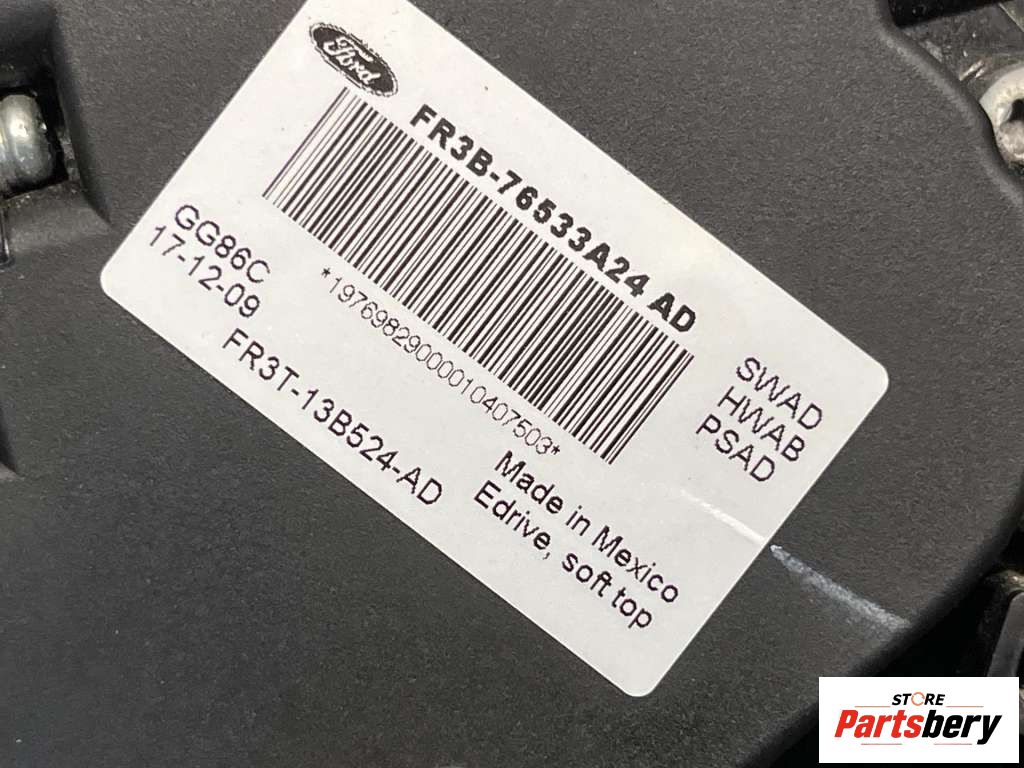 Ford
FR3B-76533A24 AD
*19769829000010407503*
GG86C
17-12-09
FR3T-13B524-AD
Made in Mexico
Edrive, soft top
SWAD
HWAB
PSAD
STORE
Partsbery